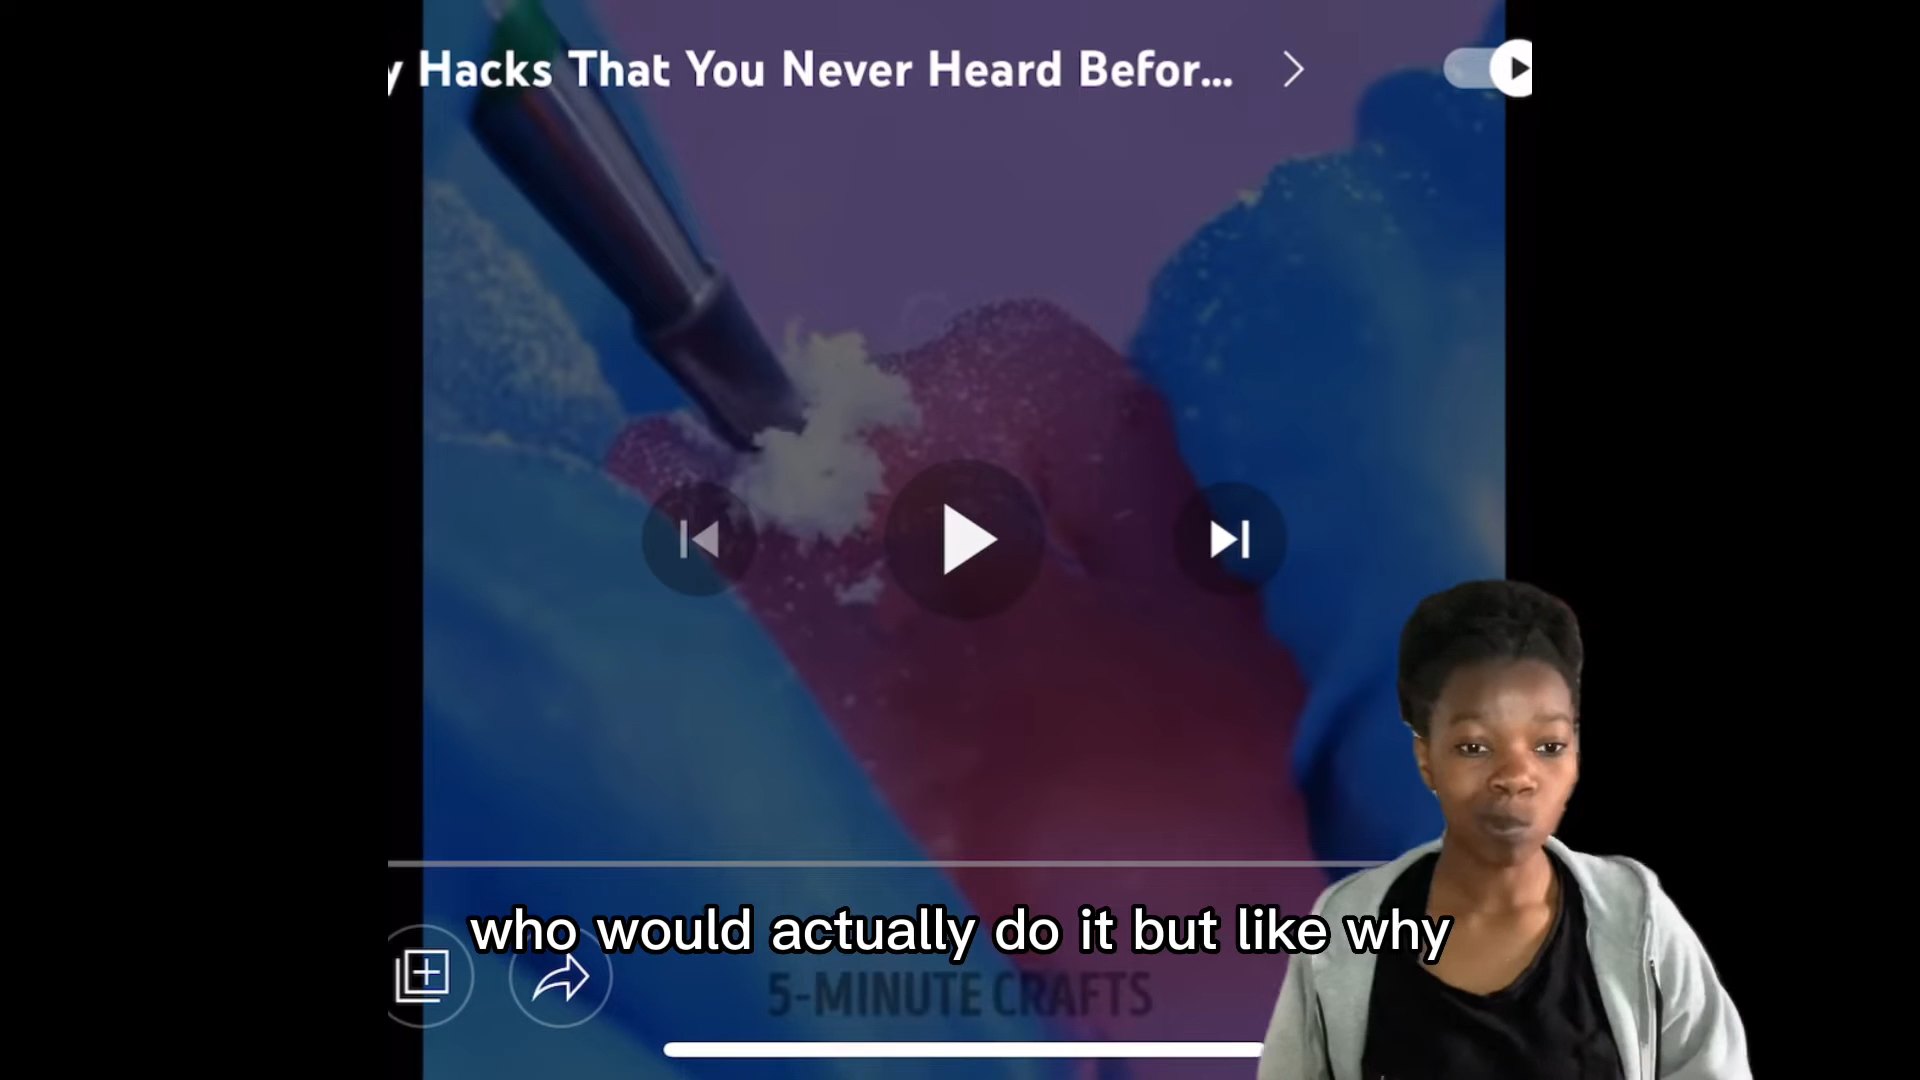 y Hacks That You Never Heard Befor...
who would actually do it but like why
5-MINUTE CRAFTS